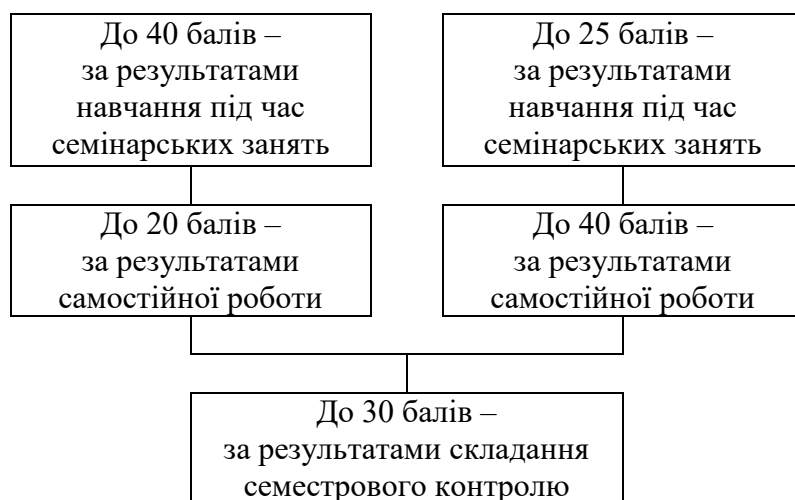 До 40 балів –
за результатами
навчання під час
семінарських занять
До 25 балів –
за результатами
навчання під час
семінарських занять
До 20 балів –
за результатами
самостійної роботи
До 40 балів –
за результатами
самостійної роботи
До 30 балів –
за результатами складання
семестрового контролю